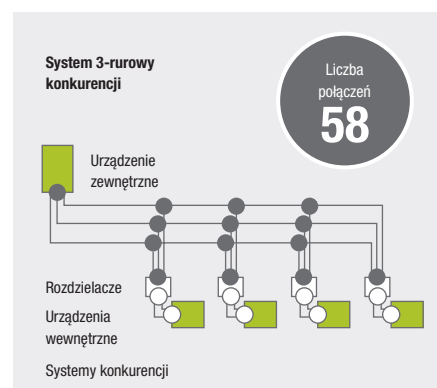 System 3-rurowy
konkurencji
Liczba
połączeń
58
Urządzenie
zewnętrzne
Rozdzielacze
Urządzenia
wewnętrzne
Systemy konkurencji